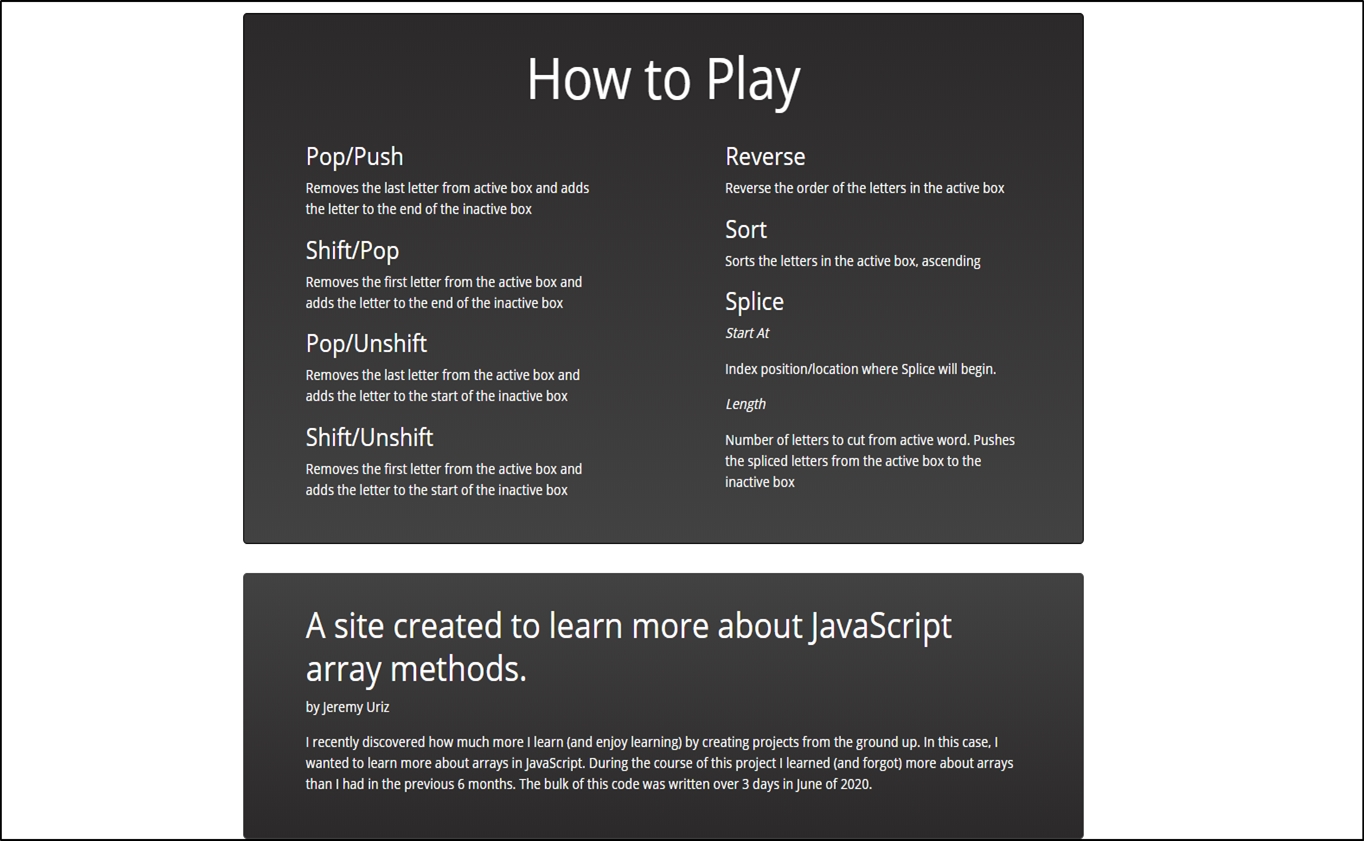 How to Play
Pop/Push
Removes the last letter from active box and adds
the letter to the end of the inactive box
Shift/Pop
Removes the first letter from the active box and
adds the letter to the end of the inactive box
Pop/Unshift
Removes the last letter from the active box and
adds the letter to the start of the inactive box
Shift/Unshift
Removes the first letter from the active box and
adds the letter to the start of the inactive box
Reverse
Reverse the order of the letters in the active box
Sort
Sorts the letters in the active box, ascending
Splice
Start At
Index position/location where Splice will begin.
Length
Number of letters to cut from active word. Pushes
the spliced letters from the active box to the
inactive box
A site created to learn more about JavaScript
array methods.
by Jeremy Uriz
I recently discovered how much more I learn (and enjoy learning) by creating projects from the ground up. In this case, I
wanted to learn more about arrays in JavaScript. During the course of this project I learned (and forgot) more about arrays
than I had in the previous 6 months. The bulk of this code was written over 3 days in June of 2020.